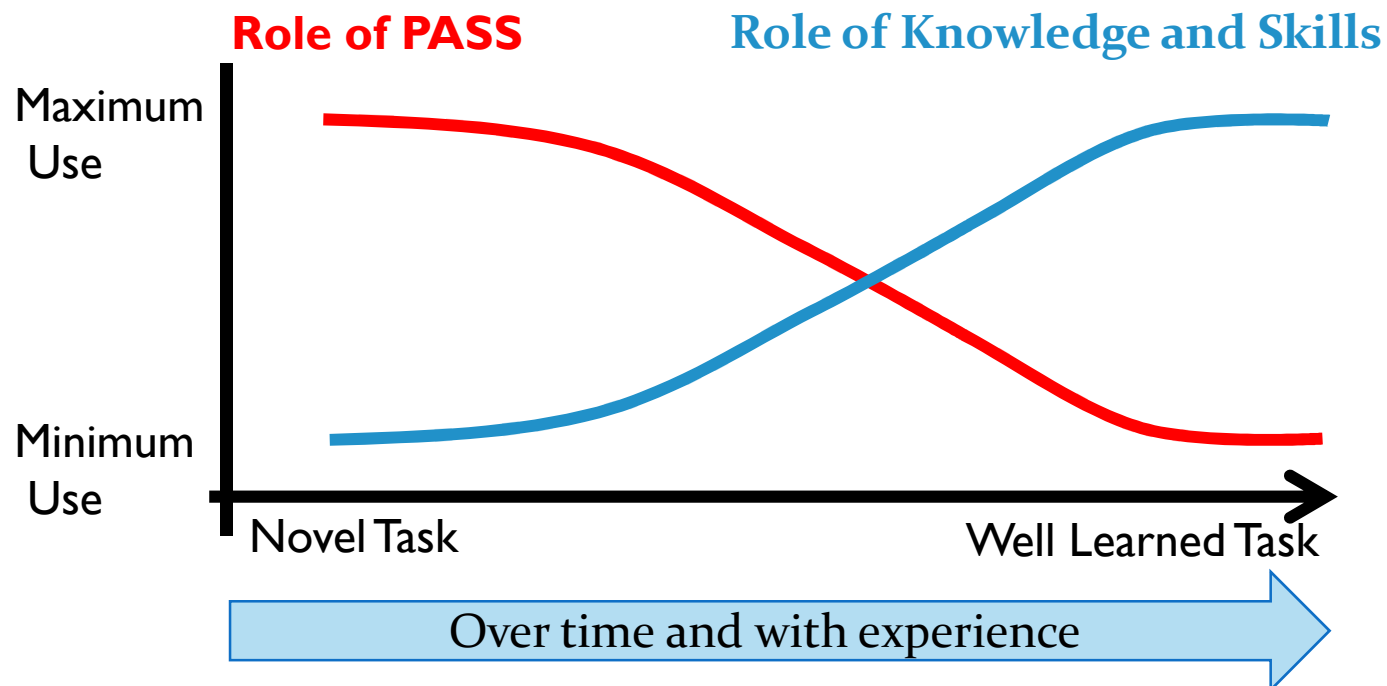 Role of PASS
Role of Knowledge and Skills
Maximum
Use
Minimum
Use
Novel Task
Well Learned Task
Over time and with experience